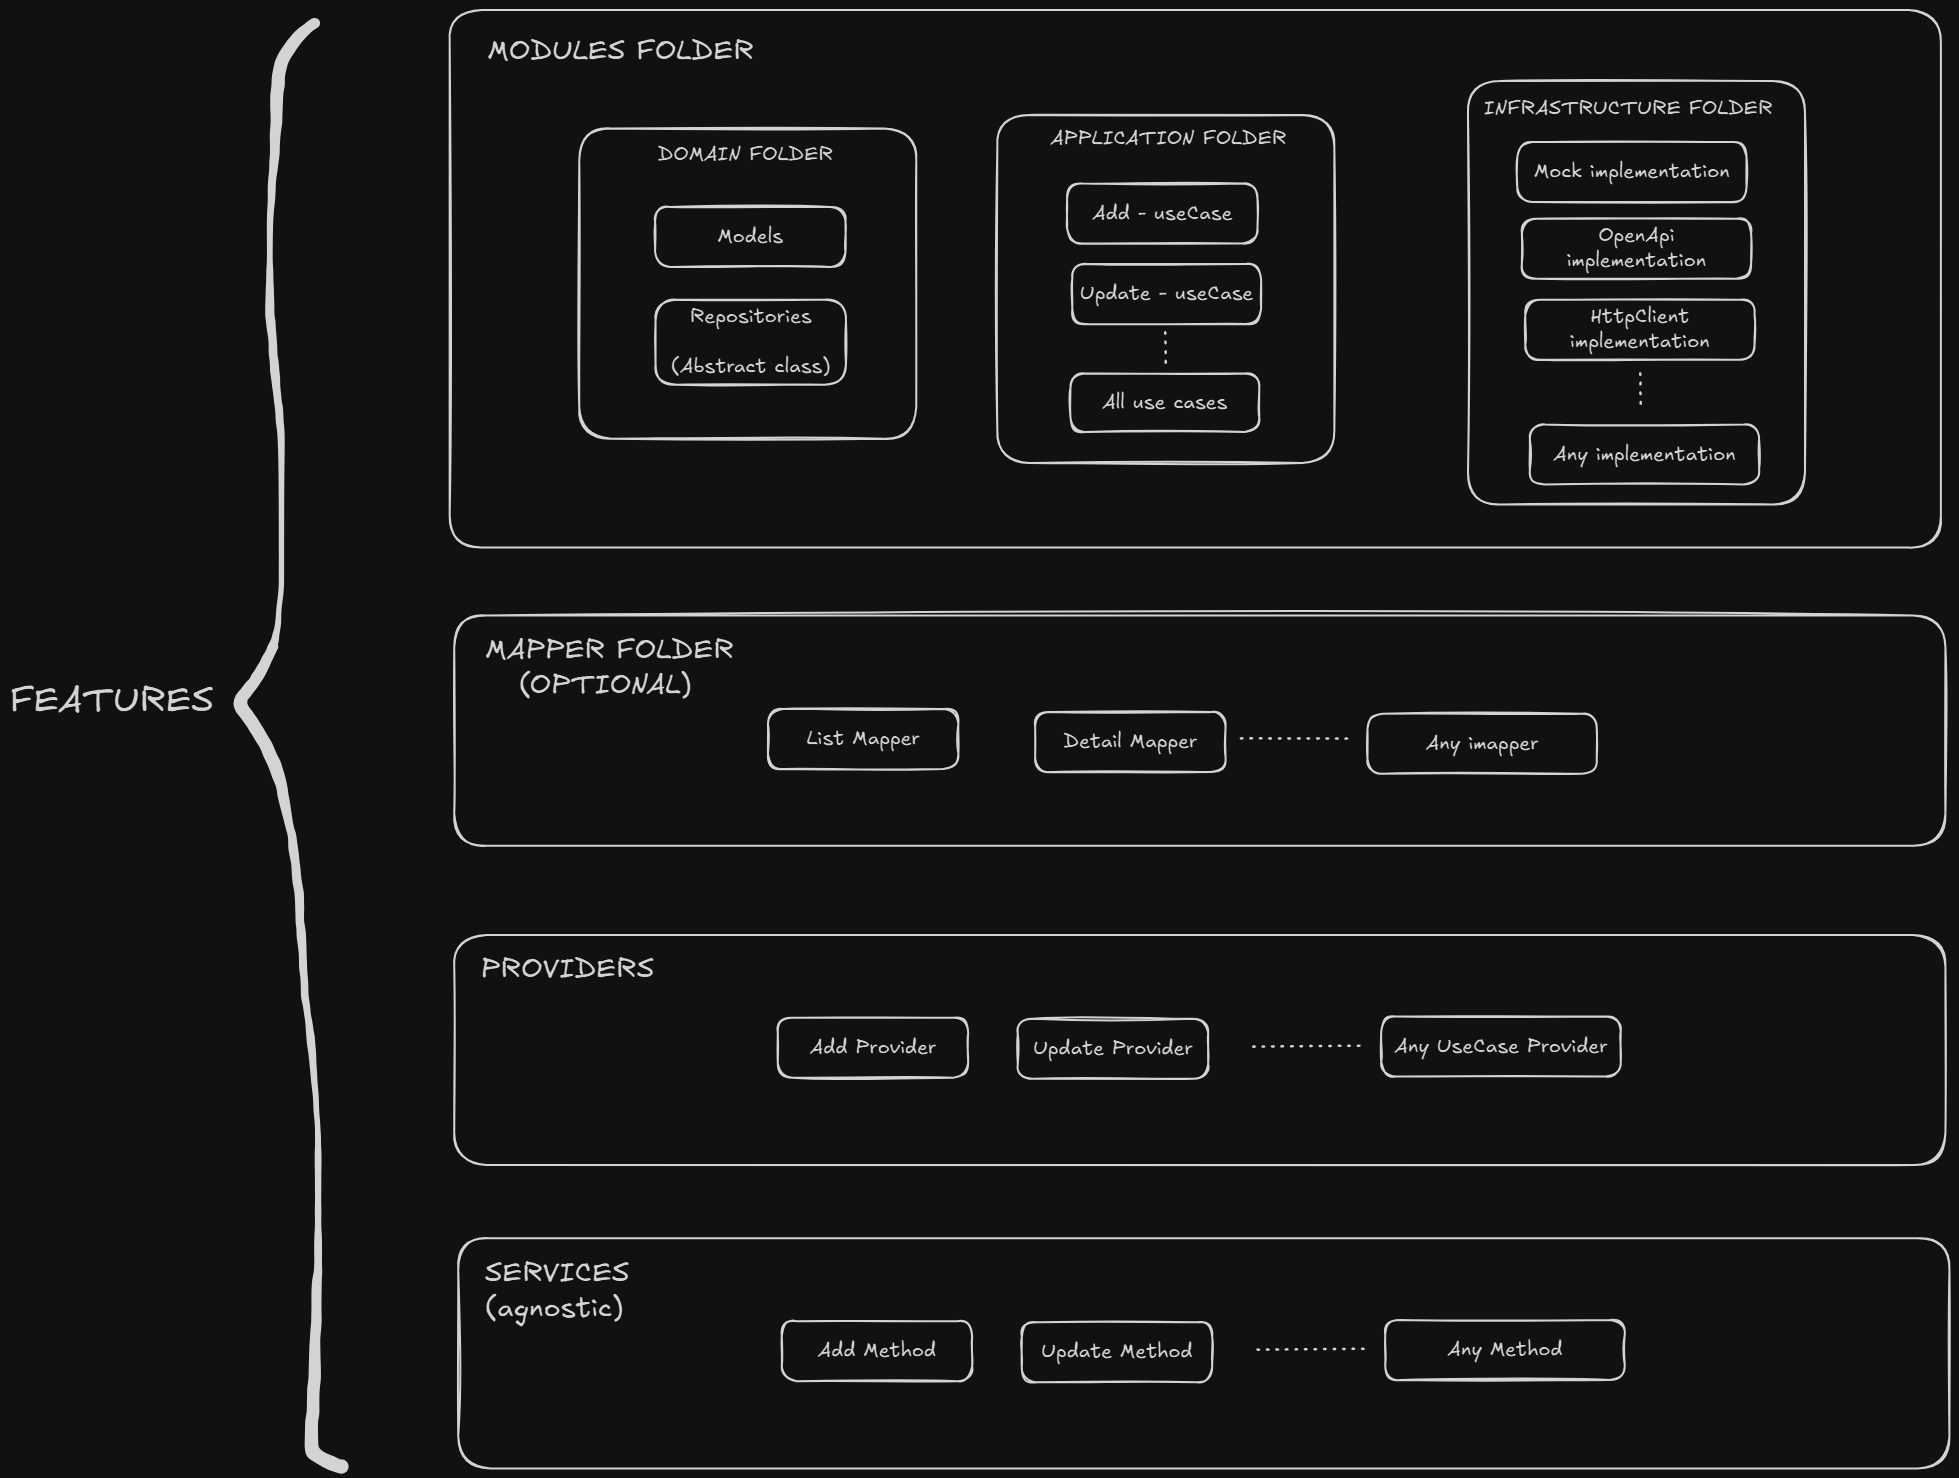 FEATURES
MODULES FOLDER
DOMAIN FOLDER
Models
Repositories
(Abstract class)
APPLICATION FOLDER
Add - useCase
Update - useCase
All use cases
INFRASTRUCTURE FOLDER
Mock implementation
OpenApi
implementation
HttpClient
implementation
Any implementation
MAPPER FOLDER
(OPTIONAL)
List Mapper
Detail Mapper
Any imapper
PROVIDERS
Add Provider
Update Provider
Any UseCase Provider
SERVICES
(agnostic)
Add Method
Update Method
Any Method